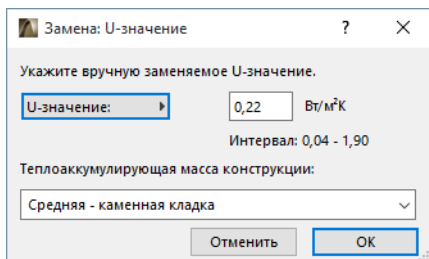 Замена: U-значение ? ×
Укажите вручную заменяемое U-значение.
U-значение: 0,22 Вт/м²K
Интервал: 0,04 - 1,90
Теплоаккумулирующая масса конструкции:
Средняя - каменная кладка
Отменить OK